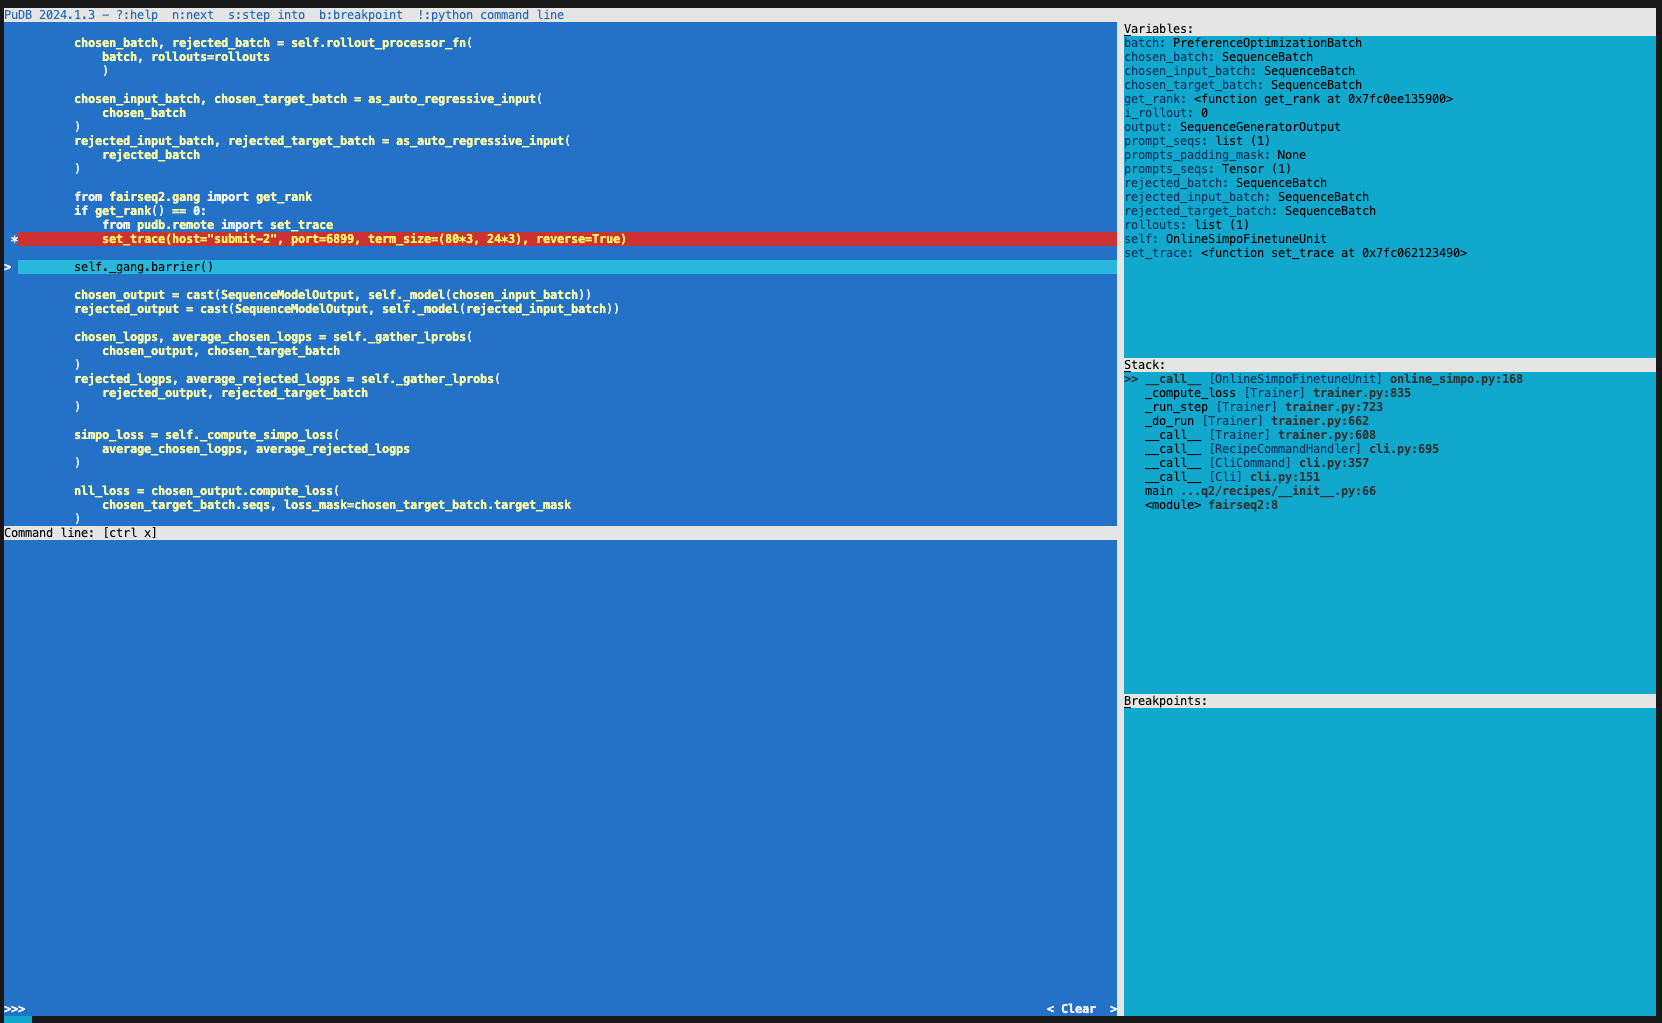 PuDB 2024.1.3 - ?:help  n:next  s:step into  b:breakpoint  !:python command line
chosen_batch, rejected_batch = self.rollout_processor_fn(
batch, rollouts=rollouts
)
chosen_input_batch, chosen_target_batch = as_auto_regressive_input(
chosen_batch
)
rejected_input_batch, rejected_target_batch = as_auto_regressive_input(
rejected_batch
)
from fairseq2.gang import get_rank
if get_rank() == 0:
from pudb.remote import set_trace
* set_trace(host="submit-2", port=6899, term_size=(80*3, 24*3), reverse=True)
> self._gang.barrier()
chosen_output = cast(SequenceModelOutput, self._model(chosen_input_batch))
rejected_output = cast(SequenceModelOutput, self._model(rejected_input_batch))
chosen_logps, average_chosen_logps = self._gather_lprobs(
chosen_output, chosen_target_batch
)
rejected_logps, average_rejected_logps = self._gather_lprobs(
rejected_output, rejected_target_batch
)
simpo_loss = self._compute_simpo_loss(
average_chosen_logps, average_rejected_logps
)
nll_loss = chosen_output.compute_loss(
chosen_target_batch.seqs, loss_mask=chosen_target_batch.target_mask
)
Command line: [ctrl x]
>>>
< Clear  >
Variables:
batch: PreferenceOptimizationBatch
chosen_batch: SequenceBatch
chosen_input_batch: SequenceBatch
chosen_target_batch: SequenceBatch
get_rank: <function get_rank at 0x7fc0ee135900>
i_rollout: 0
output: SequenceGeneratorOutput
prompt_seqs: list (1)
prompts_padding_mask: None
prompts_seqs: Tensor (1)
rejected_batch: SequenceBatch
rejected_input_batch: SequenceBatch
rejected_target_batch: SequenceBatch
rollouts: list (1)
self: OnlineSimpoFinetuneUnit
set_trace: <function set_trace at 0x7fc062123490>
Stack:
>> __call__ [OnlineSimpoFinetuneUnit] online_simpo.py:168
_compute_loss [Trainer] trainer.py:835
_run_step [Trainer] trainer.py:723
_do_run [Trainer] trainer.py:662
__call__ [Trainer] trainer.py:608
__call__ [RecipeCommandHandler] cli.py:695
__call__ [CliCommand] cli.py:357
__call__ [Cli] cli.py:151
main ...q2/recipes/__init__.py:66
<module> fairseq2:8
Breakpoints: